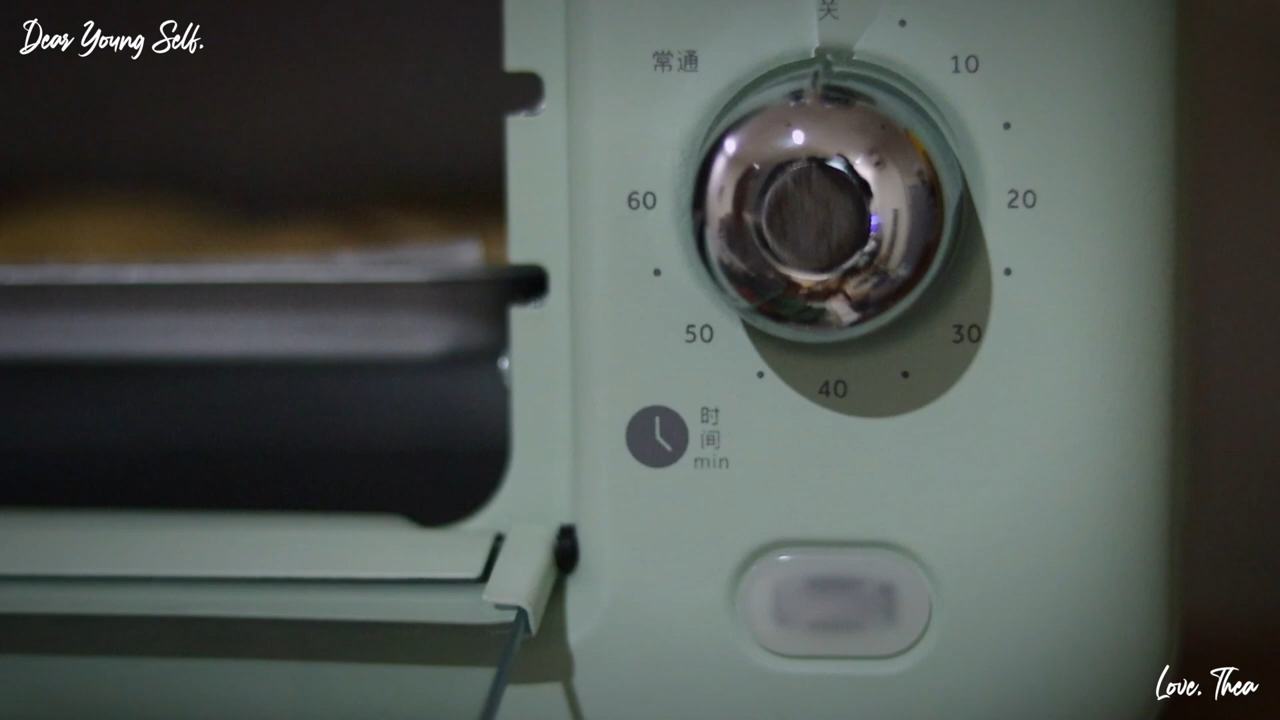 Dear Young Self.
关
常通
10
60
20
50
30
40
时
间
min
Love. Thea